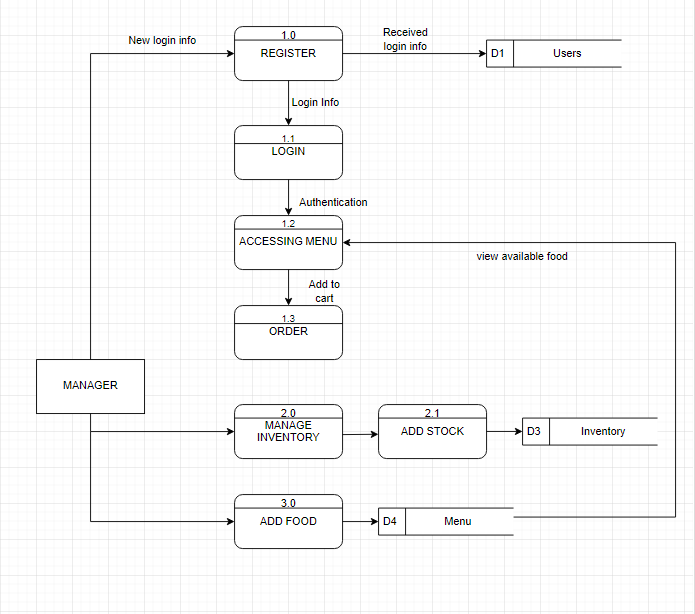 1.0
REGISTER
New login info
Received
login info
D1
Users
Login Info
1.1
LOGIN
Authentication
1.2
ACCESSING MENU
view available food
Add to
cart
1.3
ORDER
MANAGER
2.0
MANAGE
INVENTORY
2.1
ADD STOCK
D3
Inventory
3.0
ADD FOOD
D4
Menu